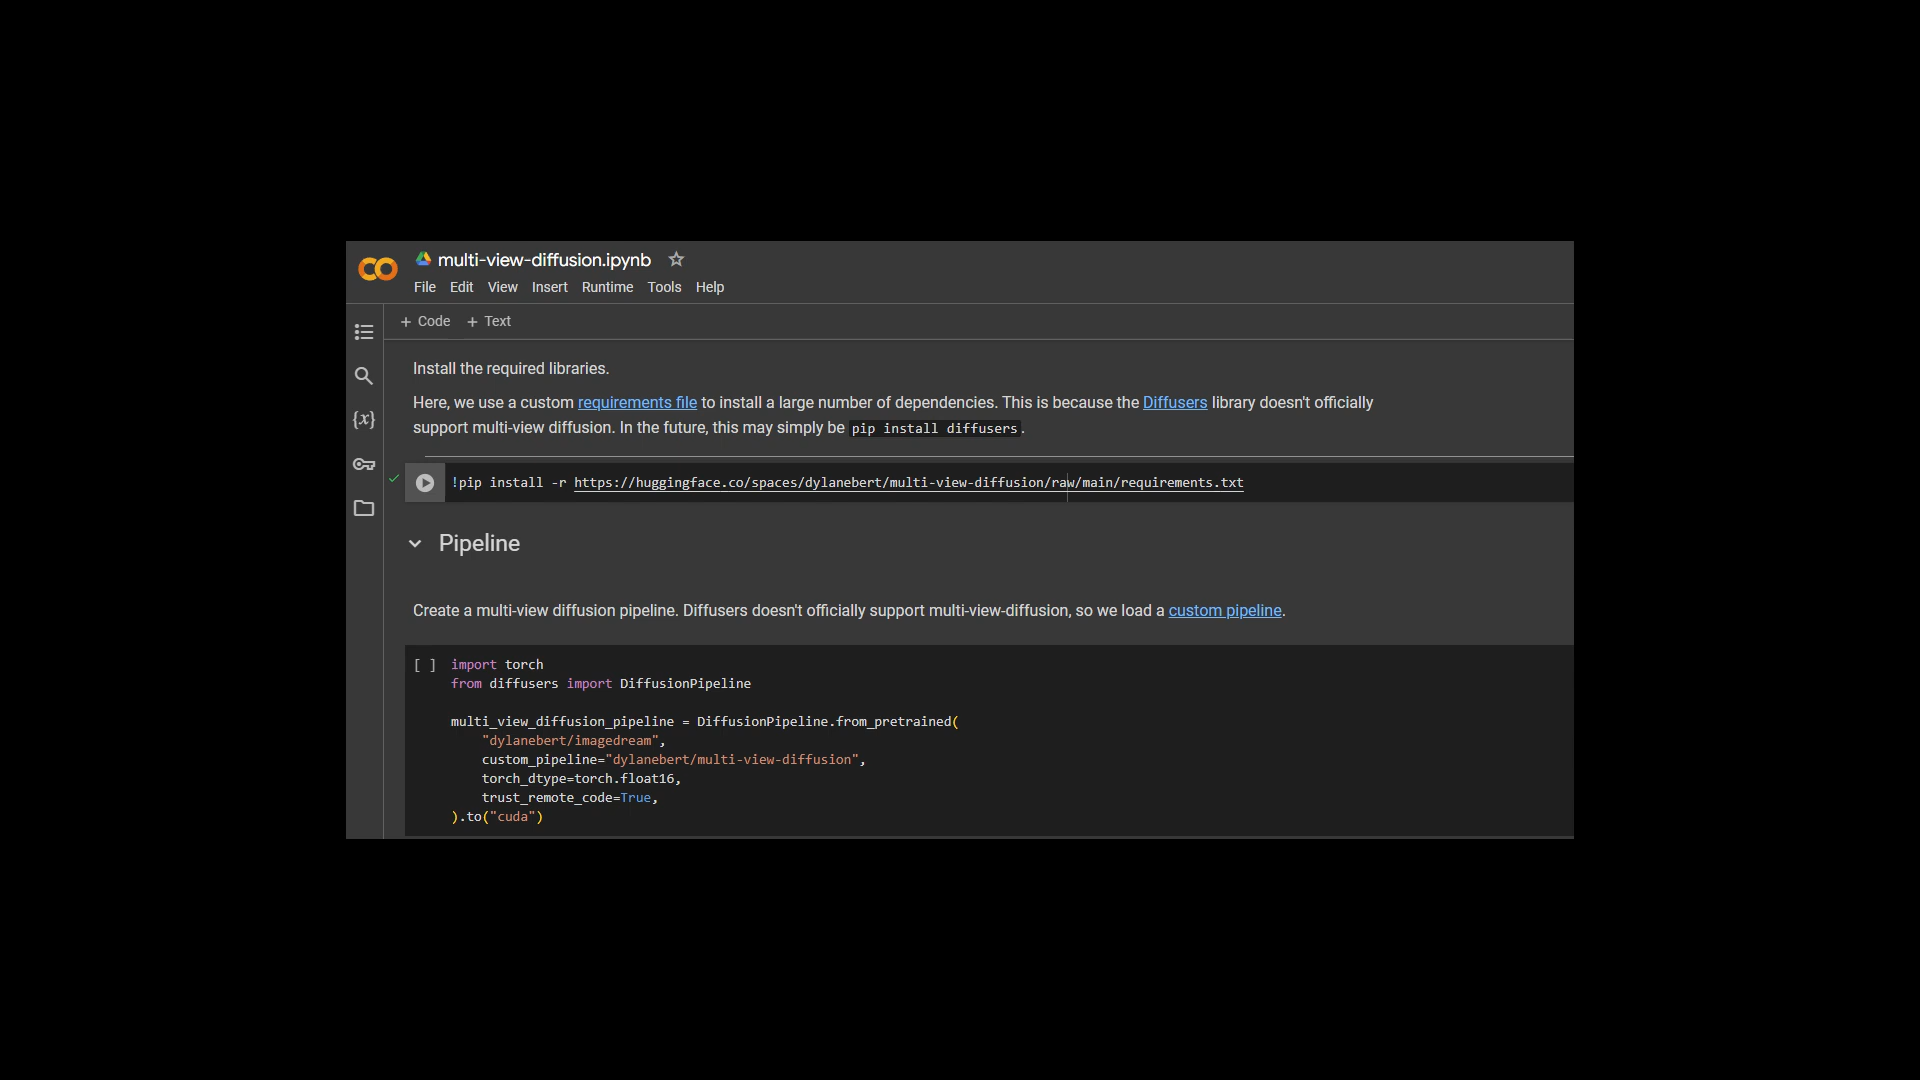 multi-view-diffusion.ipynb
File Edit View Insert Runtime Tools Help
+ Code + Text
Install the required libraries.
Here, we use a custom requirements file to install a large number of dependencies. This is because the Diffusers library doesn't officially
support multi-view diffusion. In the future, this may simply be pip install diffusers.
!pip install -r https://huggingface.co/spaces/dylanebert/multi-view-diffusion/raw/main/requirements.txt
Pipeline
Create a multi-view diffusion pipeline. Diffusers doesn't officially support multi-view-diffusion, so we load a custom pipeline.
[ ] import torch
from diffusers import DiffusionPipeline
multi_view_diffusion_pipeline = DiffusionPipeline.from_pretrained(
"dylanebert/imagedream",
custom_pipeline="dylanebert/multi-view-diffusion",
torch_dtype=torch.float16,
trust_remote_code=True,
).to("cuda")